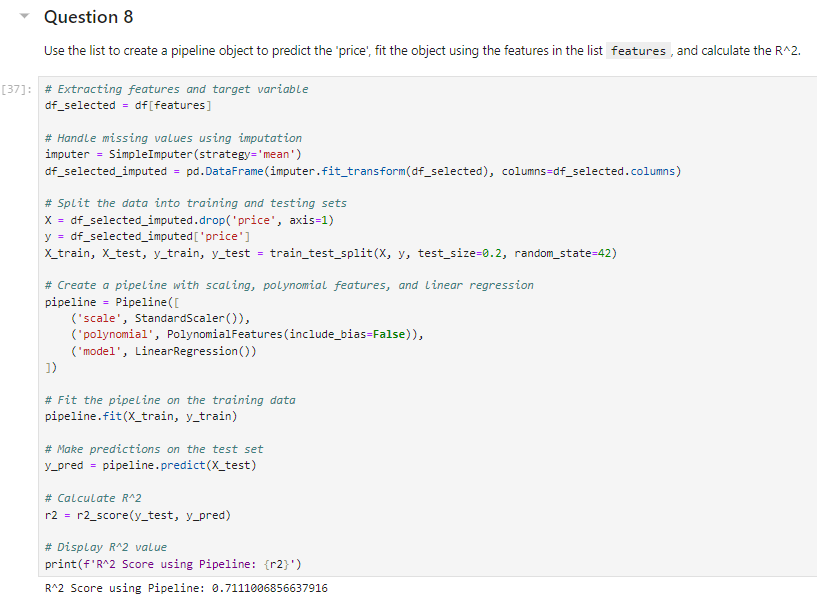 Question 8
Use the list to create a pipeline object to predict the 'price', fit the object using the features in the list features, and calculate the R^2.
[37]:
# Extracting features and target variable
df_selected = df[features]
# Handle missing values using imputation
imputer = SimpleImputer(strategy='mean')
df_selected_imputed = pd.DataFrame(imputer.fit_transform(df_selected), columns=df_selected.columns)
# Split the data into training and testing sets
X = df_selected_imputed.drop('price', axis=1)
y = df_selected_imputed['price']
X_train, X_test, y_train, y_test = train_test_split(X, y, test_size=0.2, random_state=42)
# Create a pipeline with scaling, polynomial features, and linear regression
pipeline = Pipeline([
    ('scale', StandardScaler()),
    ('polynomial', PolynomialFeatures(include_bias=False)),
    ('model', LinearRegression())
])
# Fit the pipeline on the training data
pipeline.fit(X_train, y_train)
# Make predictions on the test set
y_pred = pipeline.predict(X_test)
# Calculate R^2
r2 = r2_score(y_test, y_pred)
# Display R^2 value
print(f'R^2 Score using Pipeline: {r2}')
R^2 Score using Pipeline: 0.7111006856637916